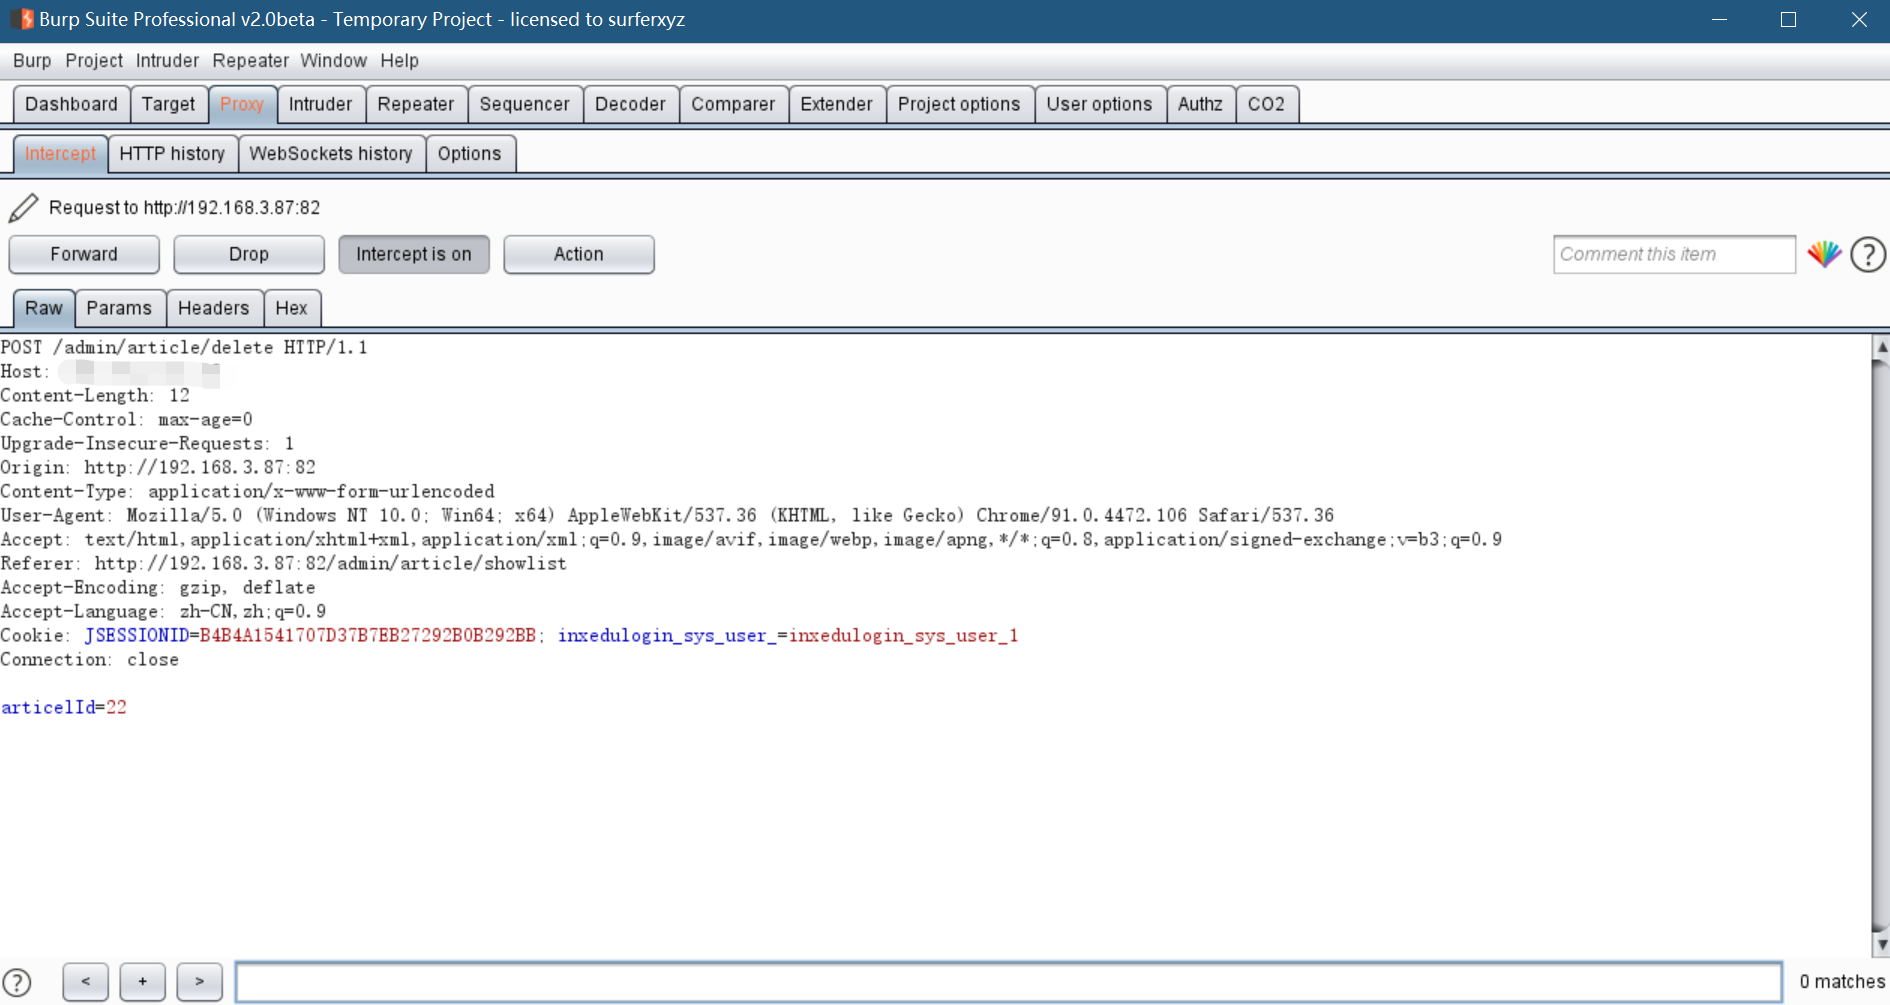 Burp Suite Professional v2.0beta - Temporary Project - licensed to surferxyz
Burp Project Intruder Repeater Window Help
Dashboard Target Proxy Intruder Repeater Sequencer Decoder Comparer Extender Project options User options Authz CO2
Intercept HTTP history WebSockets history Options
Request to http://192.168.3.87:82
Forward Drop Intercept is on Action Comment this item ?
Raw Params Headers Hex
POST /admin/article/delete HTTP/1.1
Host:
Content-Length: 12
Cache-Control: max-age=0
Upgrade-Insecure-Requests: 1
Origin: http://192.168.3.87:82
Content-Type: application/x-www-form-urlencoded
User-Agent: Mozilla/5.0 (Windows NT 10.0; Win64; x64) AppleWebKit/537.36 (KHTML, like Gecko) Chrome/91.0.4472.106 Safari/537.36
Accept: text/html,application/xhtml+xml,application/xml;q=0.9,image/avif,image/webp,image/apng,*/*;q=0.8,application/signed-exchange;v=b3;q=0.9
Referer: http://192.168.3.87:82/admin/article/showlist
Accept-Encoding: gzip, deflate
Accept-Language: zh-CN,zh;q=0.9
Cookie: JSESSIONID=B4B4A1541707D37B7EB27292B0B292BB; inxedulogin_sys_user_=inxedulogin_sys_user_1
Connection: close
articelId=22
? < + > 0 matches